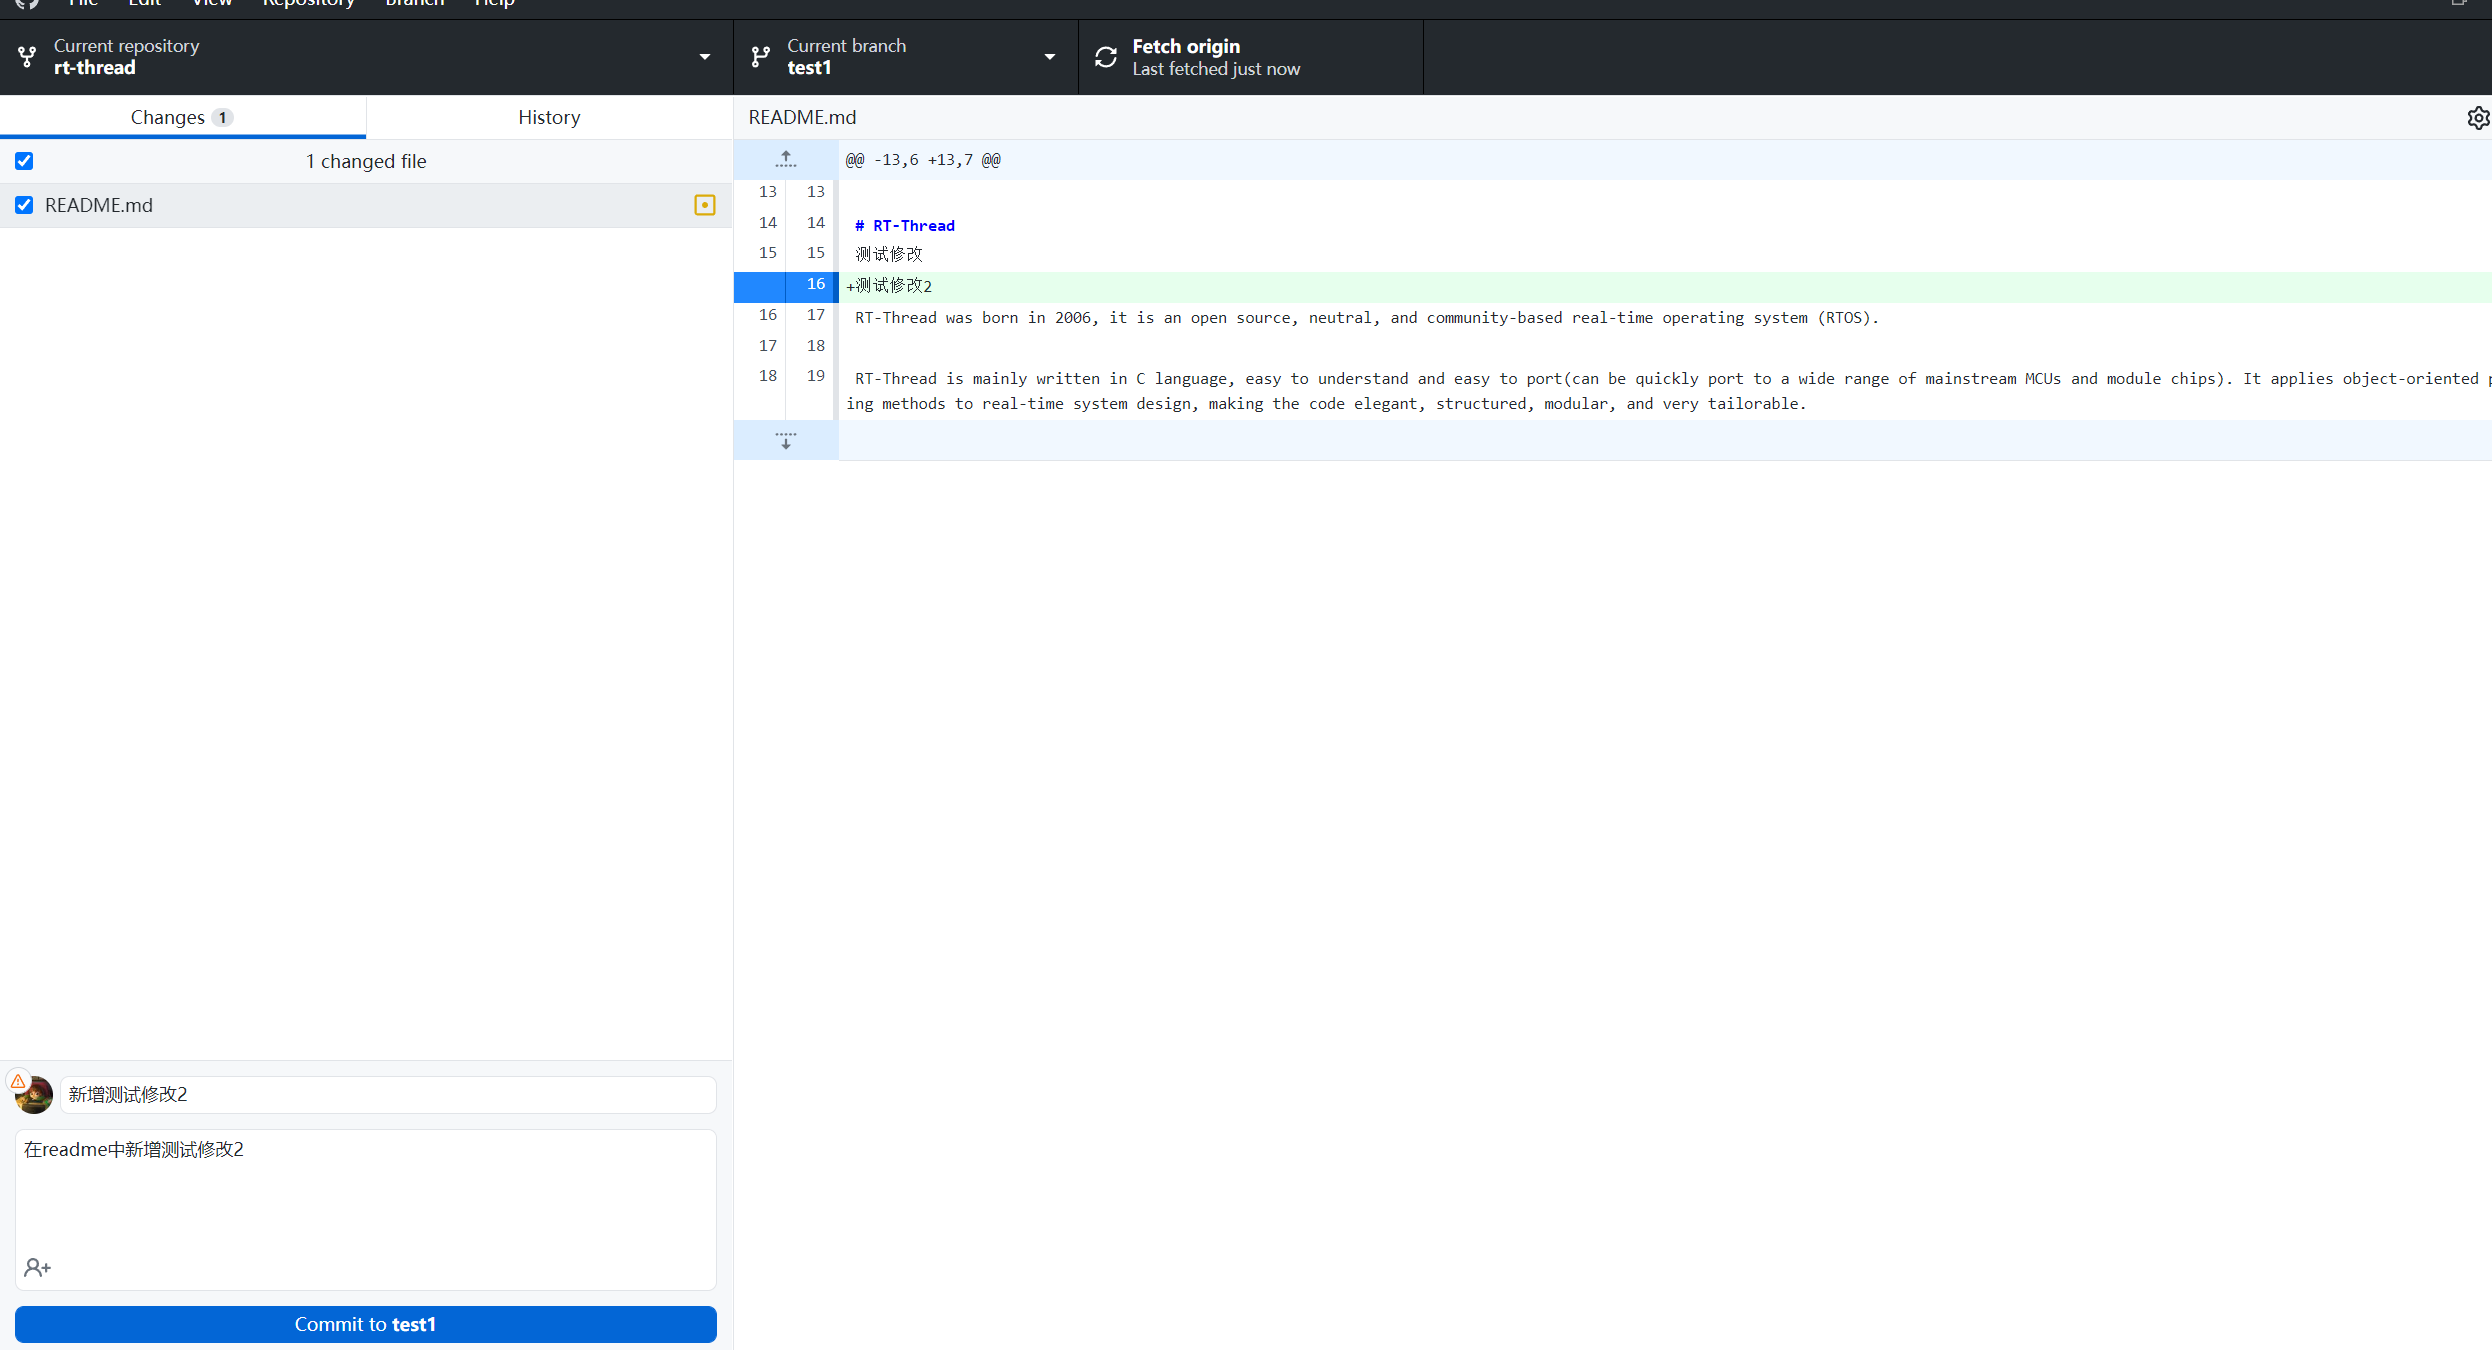 File Edit View Repository Branch Help
Current repository
rt-thread
Current branch
test1
Fetch origin
Last fetched just now
Changes 1
History
1 changed file
README.md
README.md
@@ -13,6 +13,7 @@
13 13
14 14 # RT-Thread
15 15 测试修改
16 +测试修改2
16 17 RT-Thread was born in 2006, it is an open source, neutral, and community-based real-time operating system (RTOS).
17 18
18 19 RT-Thread is mainly written in C language, easy to understand and easy to port(can be quickly port to a wide range of mainstream MCUs and module chips). It applies object-oriented
ing methods to real-time system design, making the code elegant, structured, modular, and very tailorable.
新增测试修改2
在readme中新增测试修改2
Commit to test1